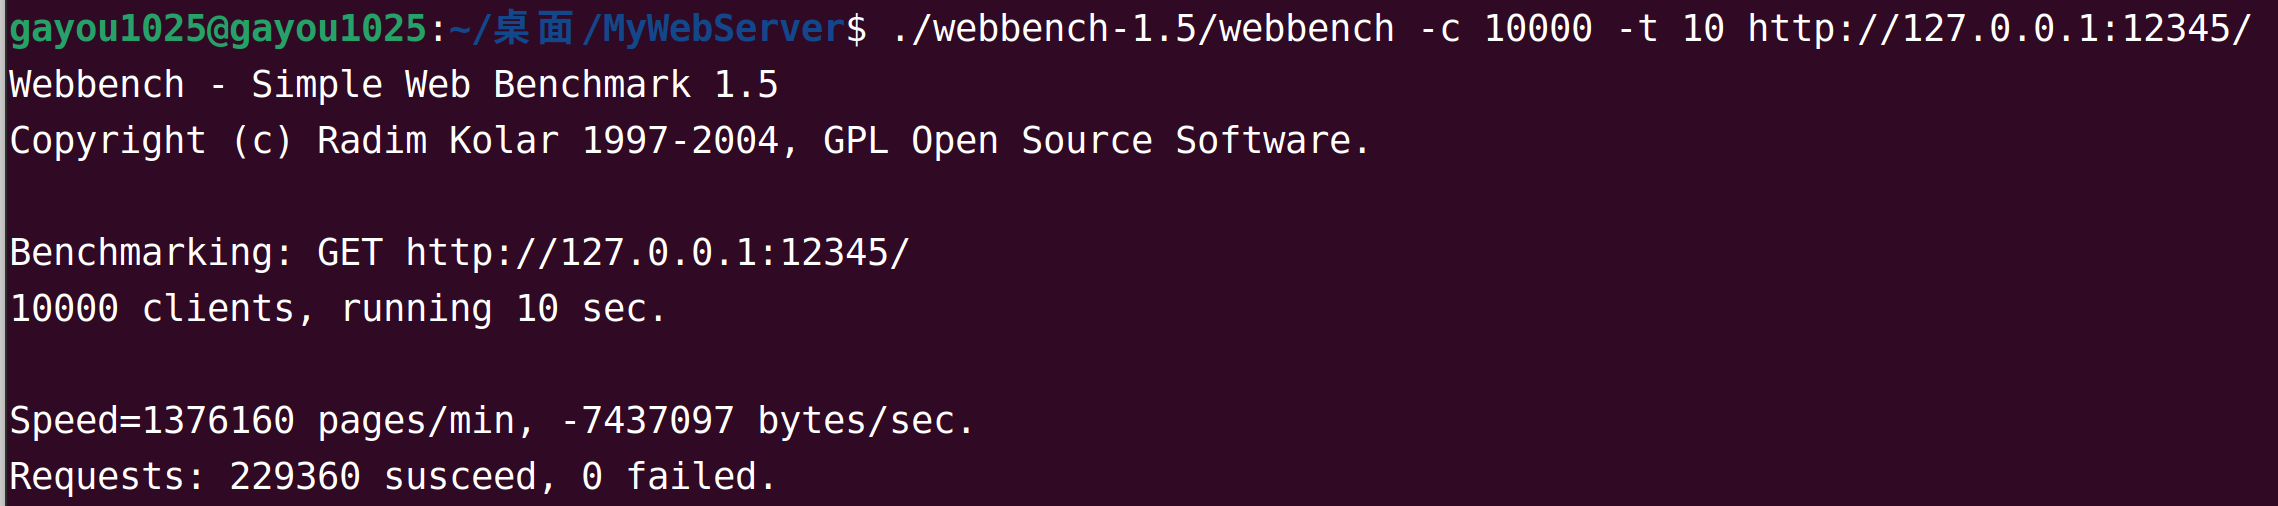 gayou1025@gayou1025:~/桌面/MyWebServer$ ./webbench-1.5/webbench -c 10000 -t 10 http://127.0.0.1:12345/
Webbench - Simple Web Benchmark 1.5
Copyright (c) Radim Kolar 1997-2004, GPL Open Source Software.
Benchmarking: GET http://127.0.0.1:12345/
10000 clients, running 10 sec.
Speed=1376160 pages/min, -7437097 bytes/sec.
Requests: 229360 susceed, 0 failed.